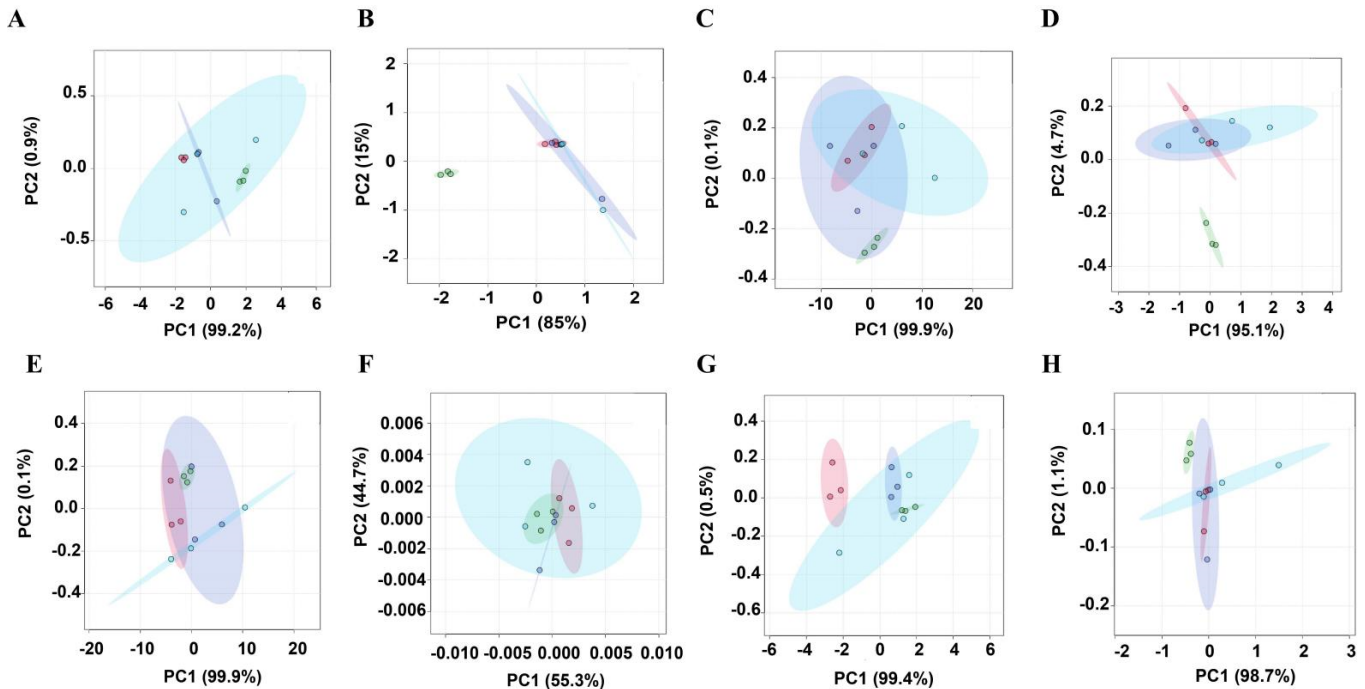 A
B
C
D
0.5
0.0
-0.5
PC2 (0.9%)
-6 -4 -2 0 2 4 6
PC1 (99.2%)
2
1
0
-1
-2
PC2 (15%)
-2 -1 0 1 2
PC1 (85%)
0.4
0.2
0.0
-0.2
-0.4
PC2 (0.1%)
-10 0 10 20
PC1 (99.9%)
0.2
0.0
-0.2
-0.4
PC2 (4.7%)
-3 -2 -1 0 1 2 3 4
PC1 (95.1%)
E
F
G
H
0.4
0.2
0.0
-0.2
-0.4
PC2 (0.1%)
-20 -10 0 10 20
PC1 (99.9%)
0.006
0.004
0.002
0.000
-0.002
-0.004
-0.006
PC2 (44.7%)
-0.010 -0.005 0.000 0.005 0.010
PC1 (55.3%)
0.6
0.4
0.2
0.0
-0.2
-0.4
-0.6
PC2 (0.5%)
-6 -4 -2 0 2 4 6
PC1 (99.4%)
0.1
0.0
-0.1
-0.2
PC2 (1.1%)
-2 -1 0 1 2 3
PC1 (98.7%)